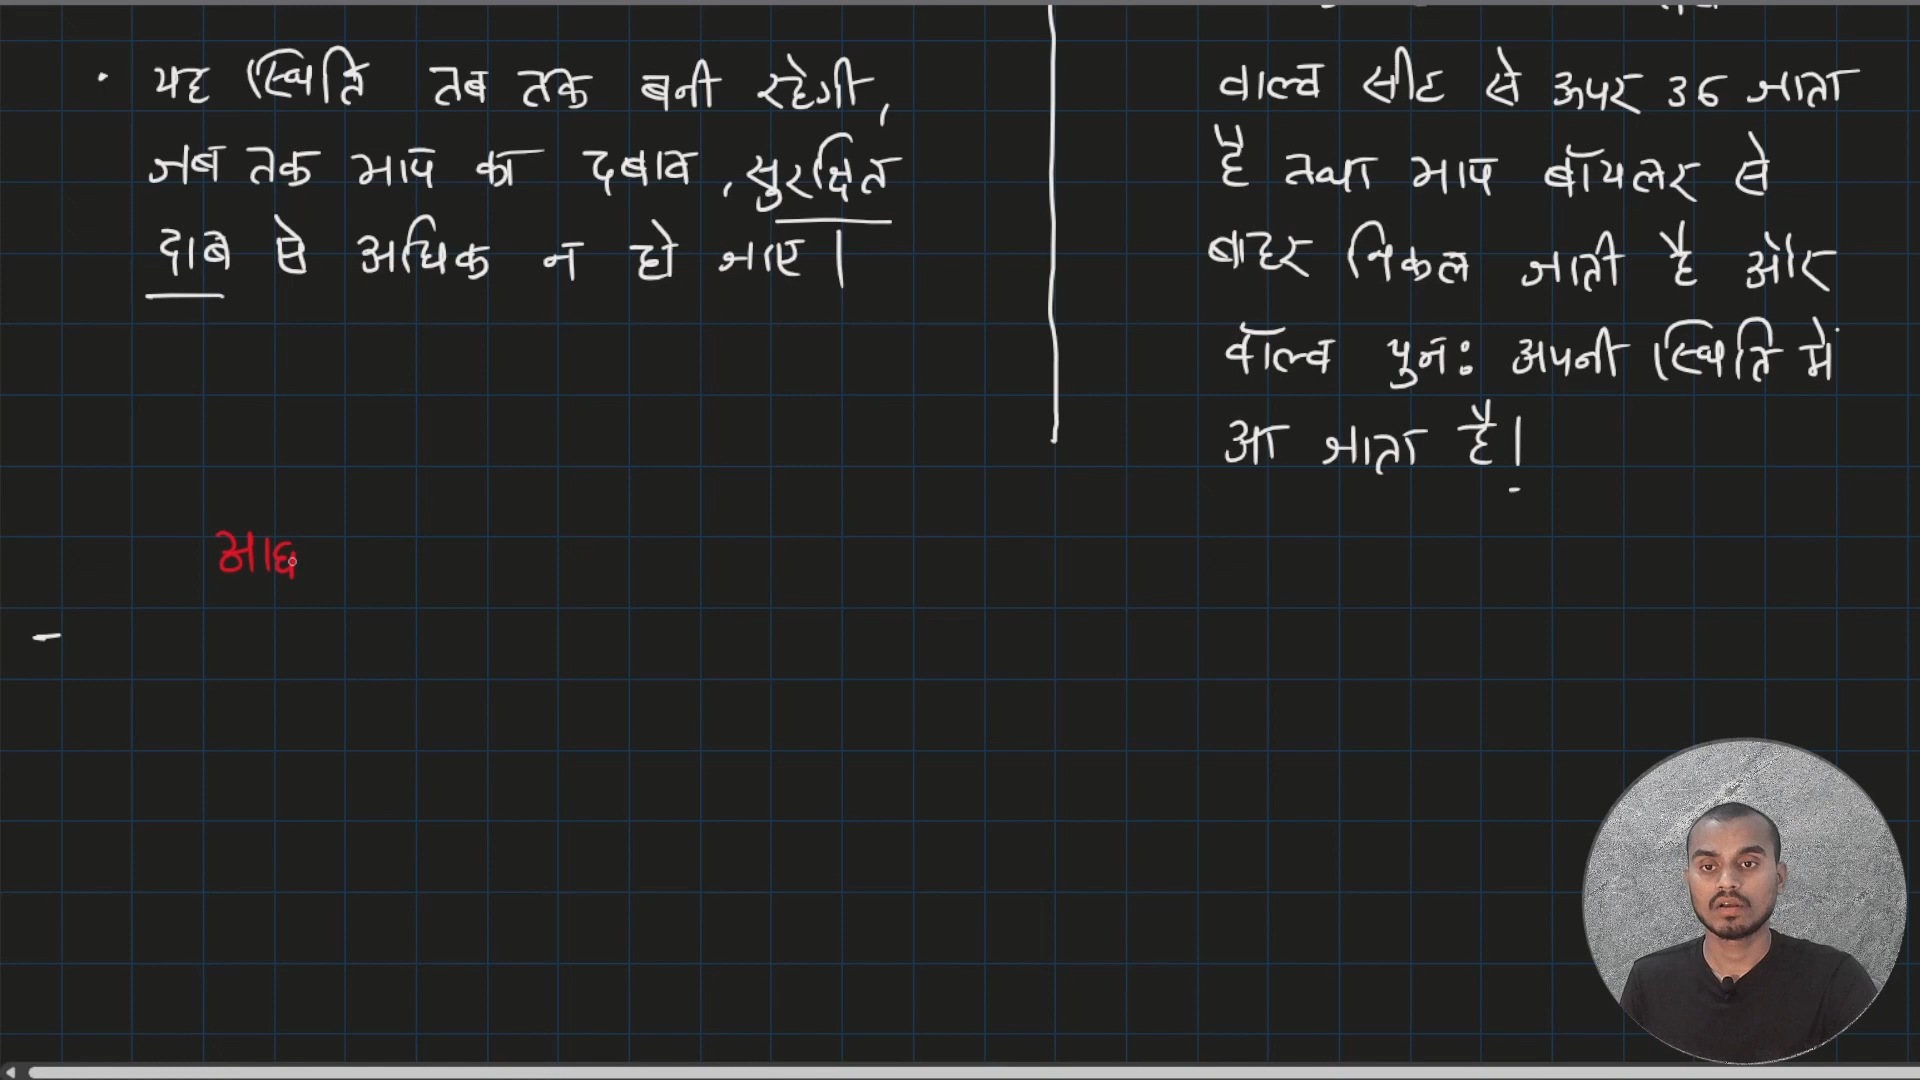 • यह स्थिति तब तक बनी रहेगी,
जब तक भाप का दबाव, सुरक्षित
दाब से अधिक न हो जाए।
वाल्व सीट से ऊपर उठ जाता
है तथा भाप बॉयलर से
बाहर निकल जाती है और
वॉल्व पुनः अपनी स्थिति में
आ जाता है।